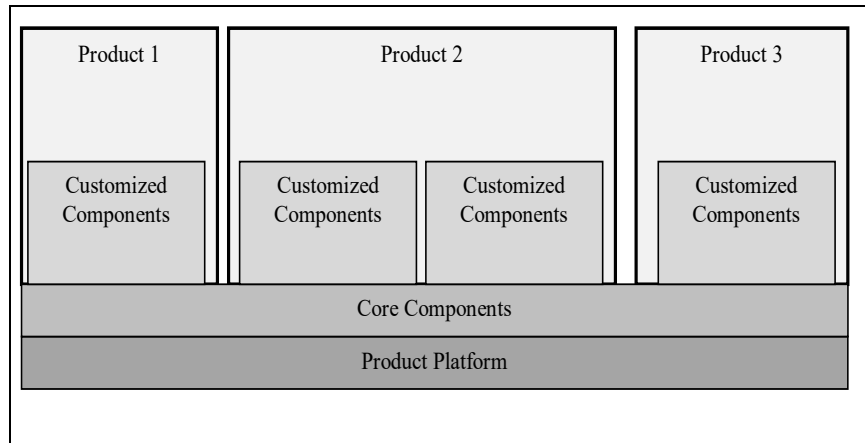 Product 1
Product 2
Product 3
Customized
Components
Customized
Components
Customized
Components
Customized
Components
Core Components
Product Platform